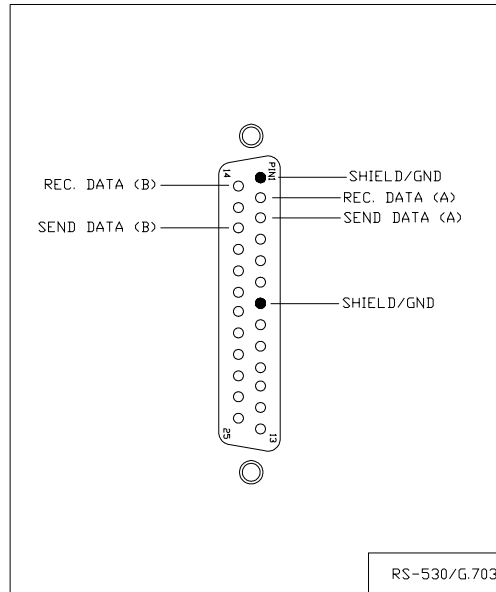 14 PIN1
SHIELD/GND
REC. DATA (B)
REC. DATA (A)
SEND DATA (A)
SEND DATA (B)
SHIELD/GND
25 13
RS-530/G.703